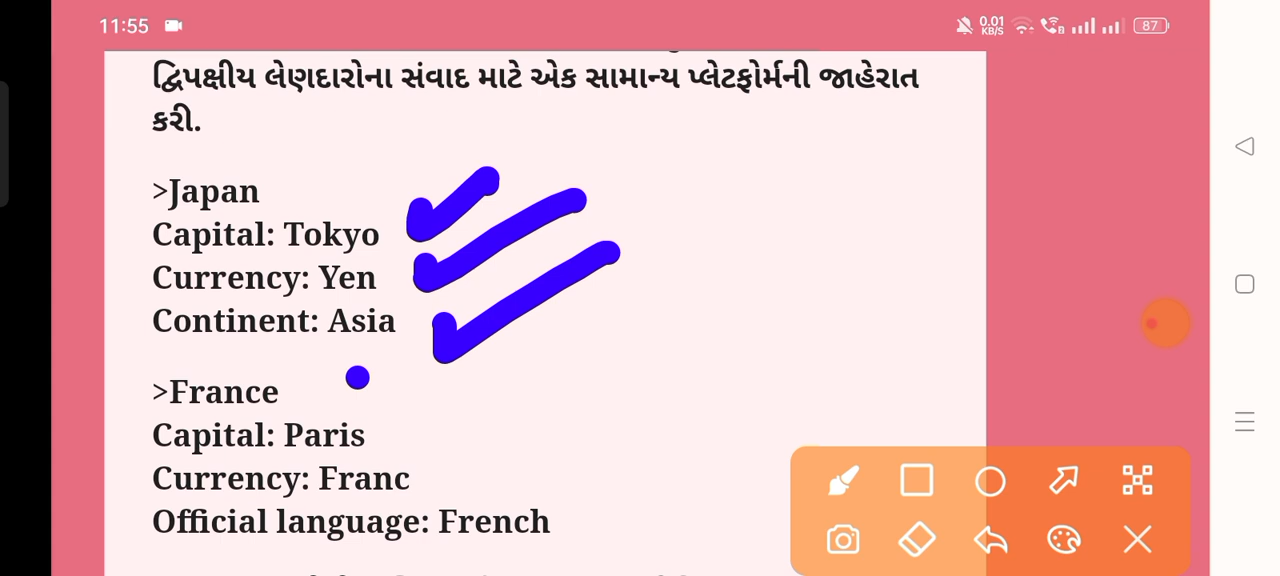 11:55
0.01
KB/S
87
દ્વિપક્ષીય લેણદારોના સંવાદ માટે એક સામાન્ય પ્લેટફોર્મની જાહેરાત
કરી.
>Japan
Capital: Tokyo
Currency: Yen
Continent: Asia
>France
Capital: Paris
Currency: Franc
Official language: French